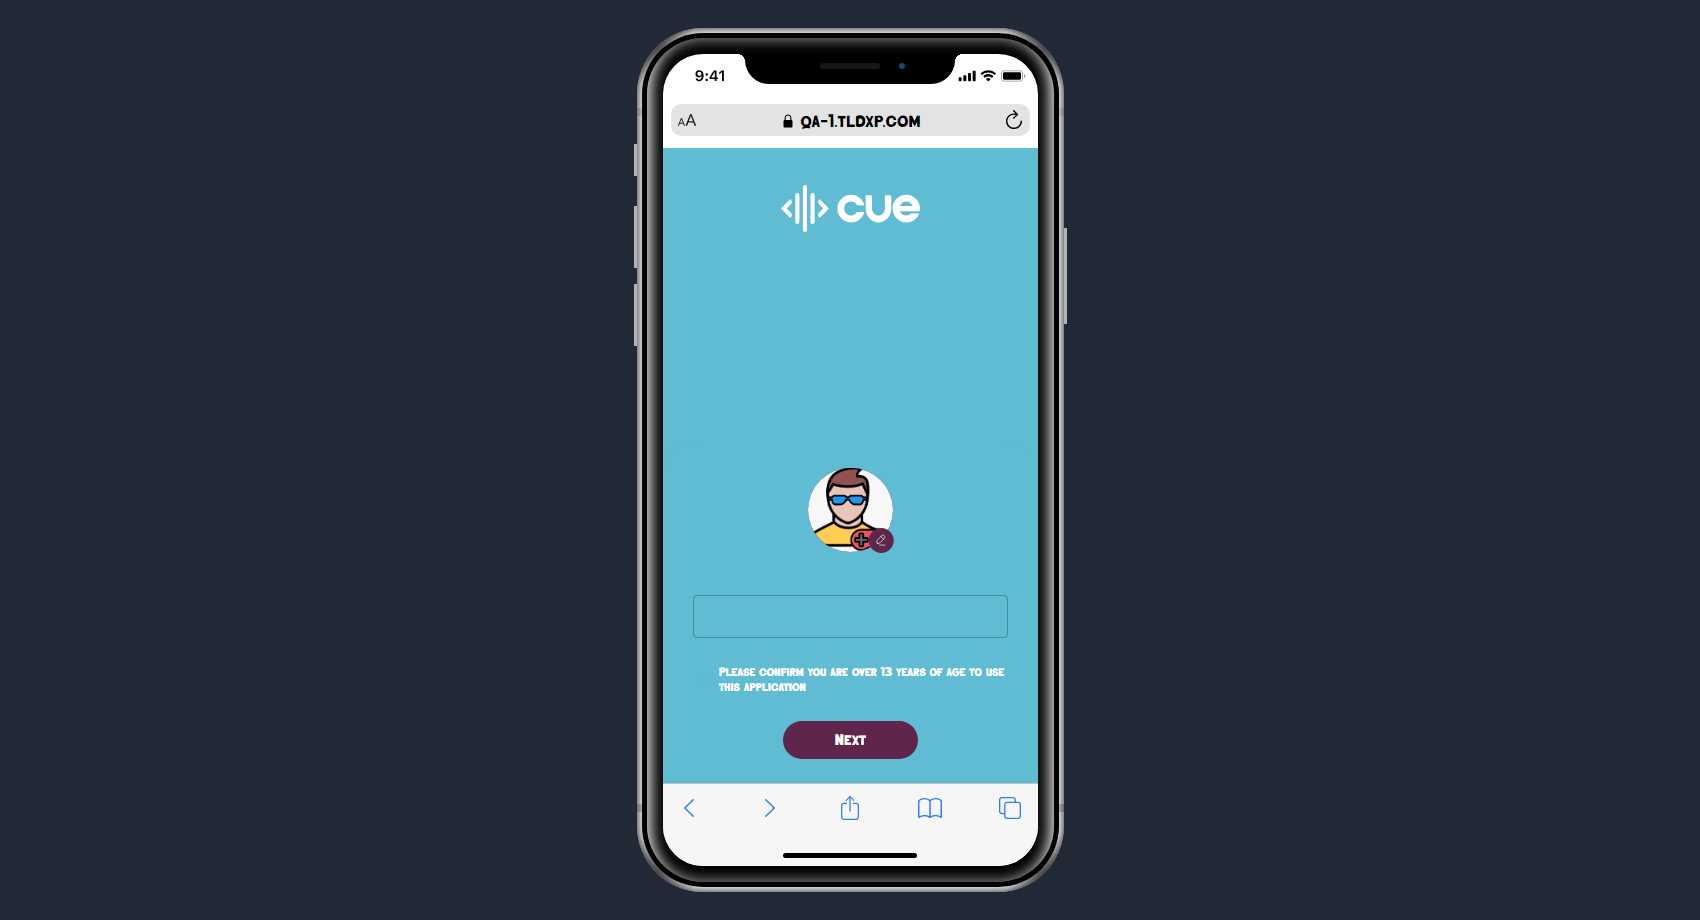 9:41
AA
QA-1.TLDXP.COM
cue
Please confirm you are over 13 years of age to use
this application
Next